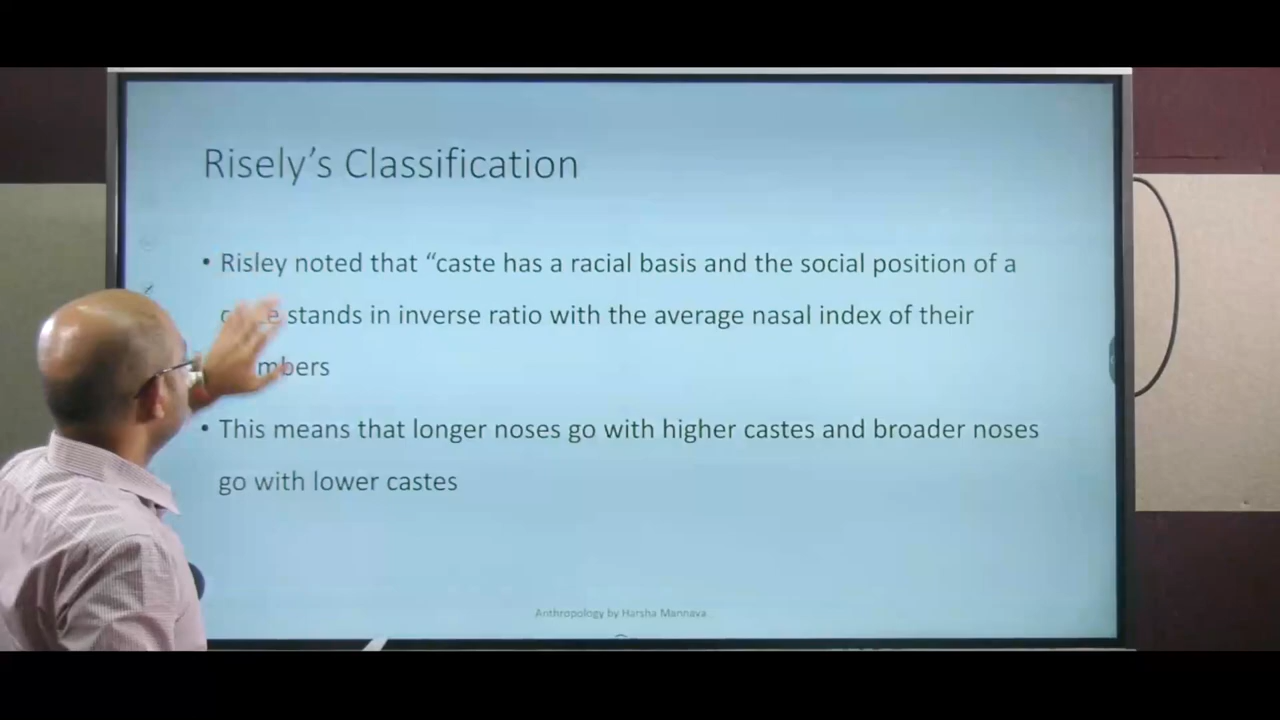 Risely's Classification
• Risley noted that “caste has a racial basis and the social position of a
stands in inverse ratio with the average nasal index of their
• This means that longer noses go with higher castes and broader noses
go with lower castes
Anthropology by Harsha Mannava